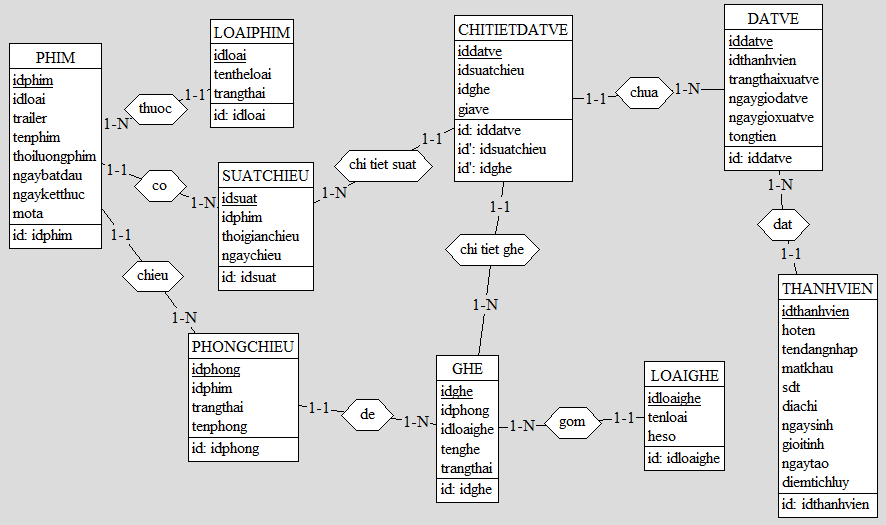 PHIM
idphim
idloai
trailer
tenphim
thoiluongphim
ngaybatdau
ngayketthuc
mota
id: idphim
1-N
thuoc
1-1
LOAIPHIM
idloai
tentheloai
trangthai
id: idloai
1-1
co
1-N
SUATCHIEU
idsuat
idphim
thoigianchieu
ngaychieu
id: idsuat
1-N
chi tiet suat
1-1
CHITIETDATVE
iddatve
idsuatchieu
idghe
giave
id: iddatve
id': idsuatchieu
id': idghe
1-1
chua
1-N
DATVE
iddatve
idthanhvien
trangthaixuatve
ngaygiodatve
ngaygioxuatve
tongtien
id: iddatve
1-N
dat
1-1
THANHVIEN
idthanhvien
hoten
tendangnhap
matkhau
sdt
diachi
ngaysinh
gioitinh
ngaytao
diemtichluy
id: idthanhvien
1-1
chi tiet ghe
1-N
1-1
chieu
1-N
PHONGCHIEU
idphong
idphim
trangthai
tenphong
id: idphong
1-1
de
1-N
GHE
idghe
idphong
idloaighe
tenghe
trangthai
id: idghe
1-N
gom
1-1
LOAIGHE
idloaighe
tenloai
heso
id: idloaighe